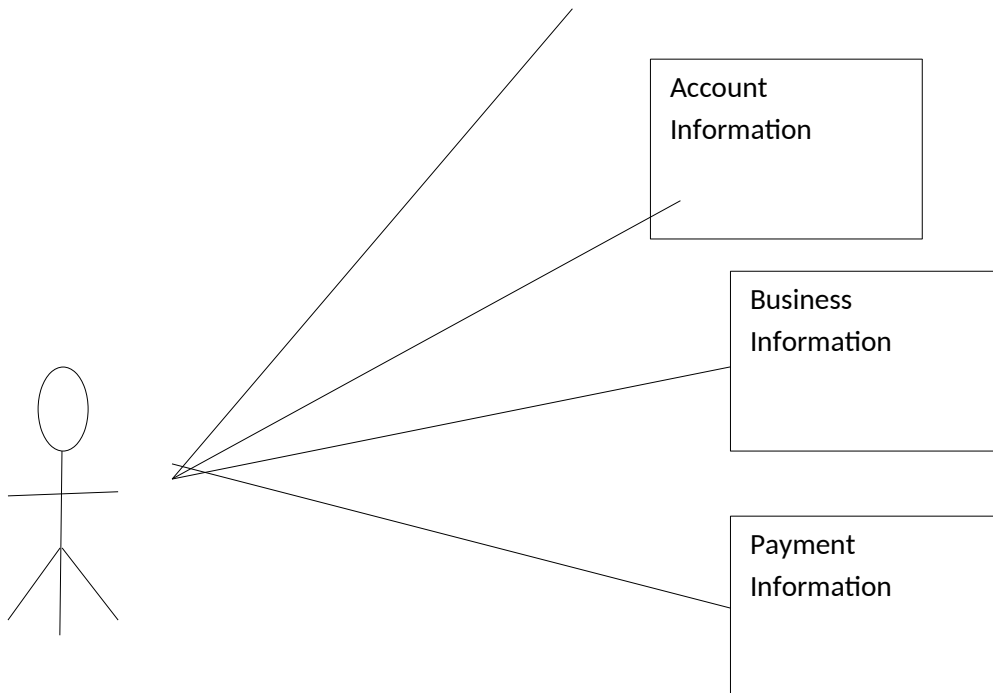 Account
Information
Business
Information
Payment
Information